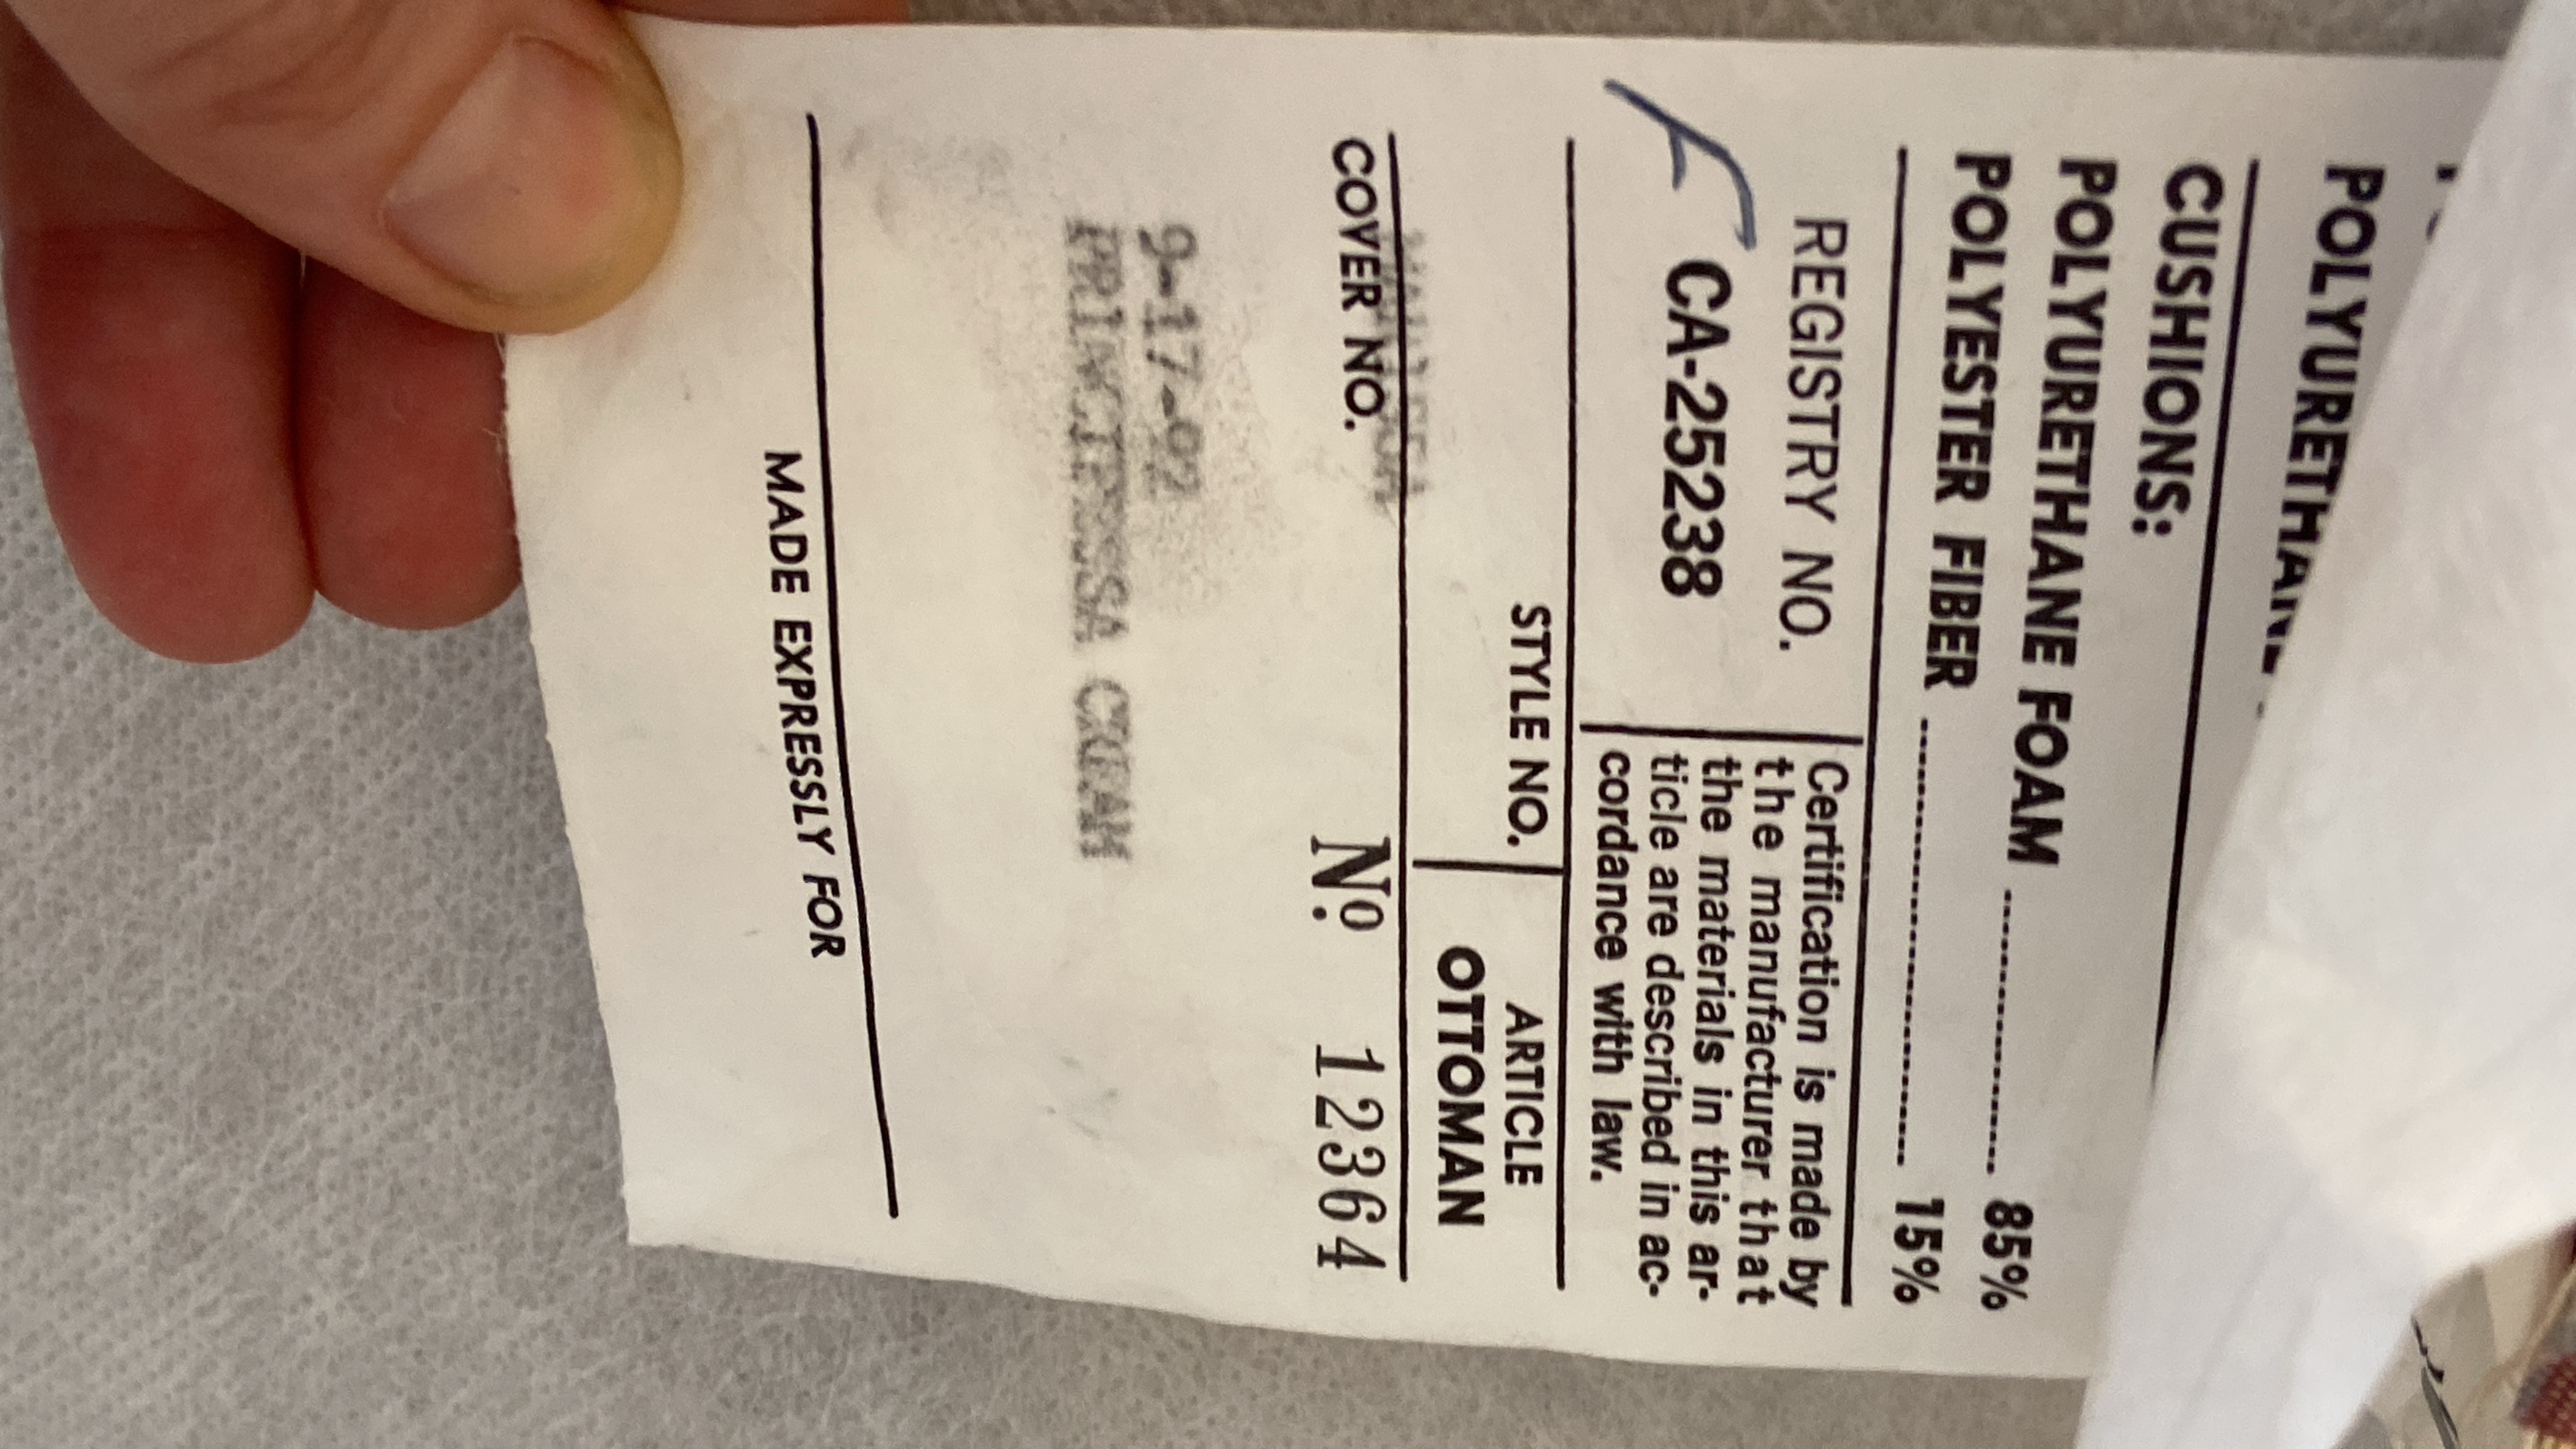 POLYURETHANE
CUSHIONS:
POLYURETHANE FOAM ........................ 85%
POLYESTER FIBER ........................ 15%
REGISTRY NO.
CA-25238
Certification is made by
the manufacturer that
the materials in this ar-
ticle are described in ac-
cordance with law.
STYLE NO.
ARTICLE
OTTOMAN
COVER NO.
No. 12364
9-17-92
PRINCIPESSA CREAM
MADE EXPRESSLY FOR